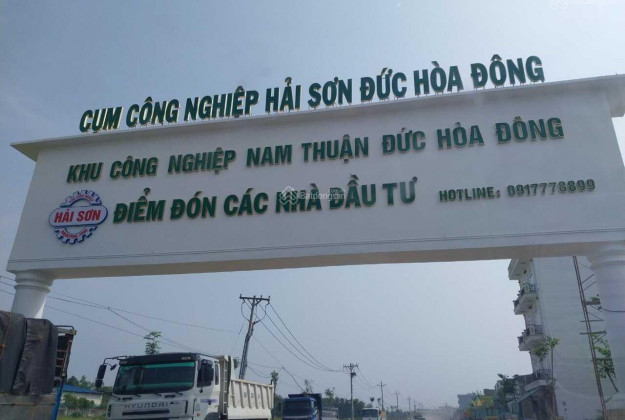 CỤM CÔNG NGHIỆP HẢI SƠN ĐỨC HÒA ĐÔNG
KHU CÔNG NGHIỆP NAM THUẬN ĐỨC HÒA ĐÔNG
HẢI SƠN
ĐIỂM ĐÓN CÁC NHÀ ĐẦU TƯ
HOTLINE: 0917776899
Batdongsan
HYUNDAI